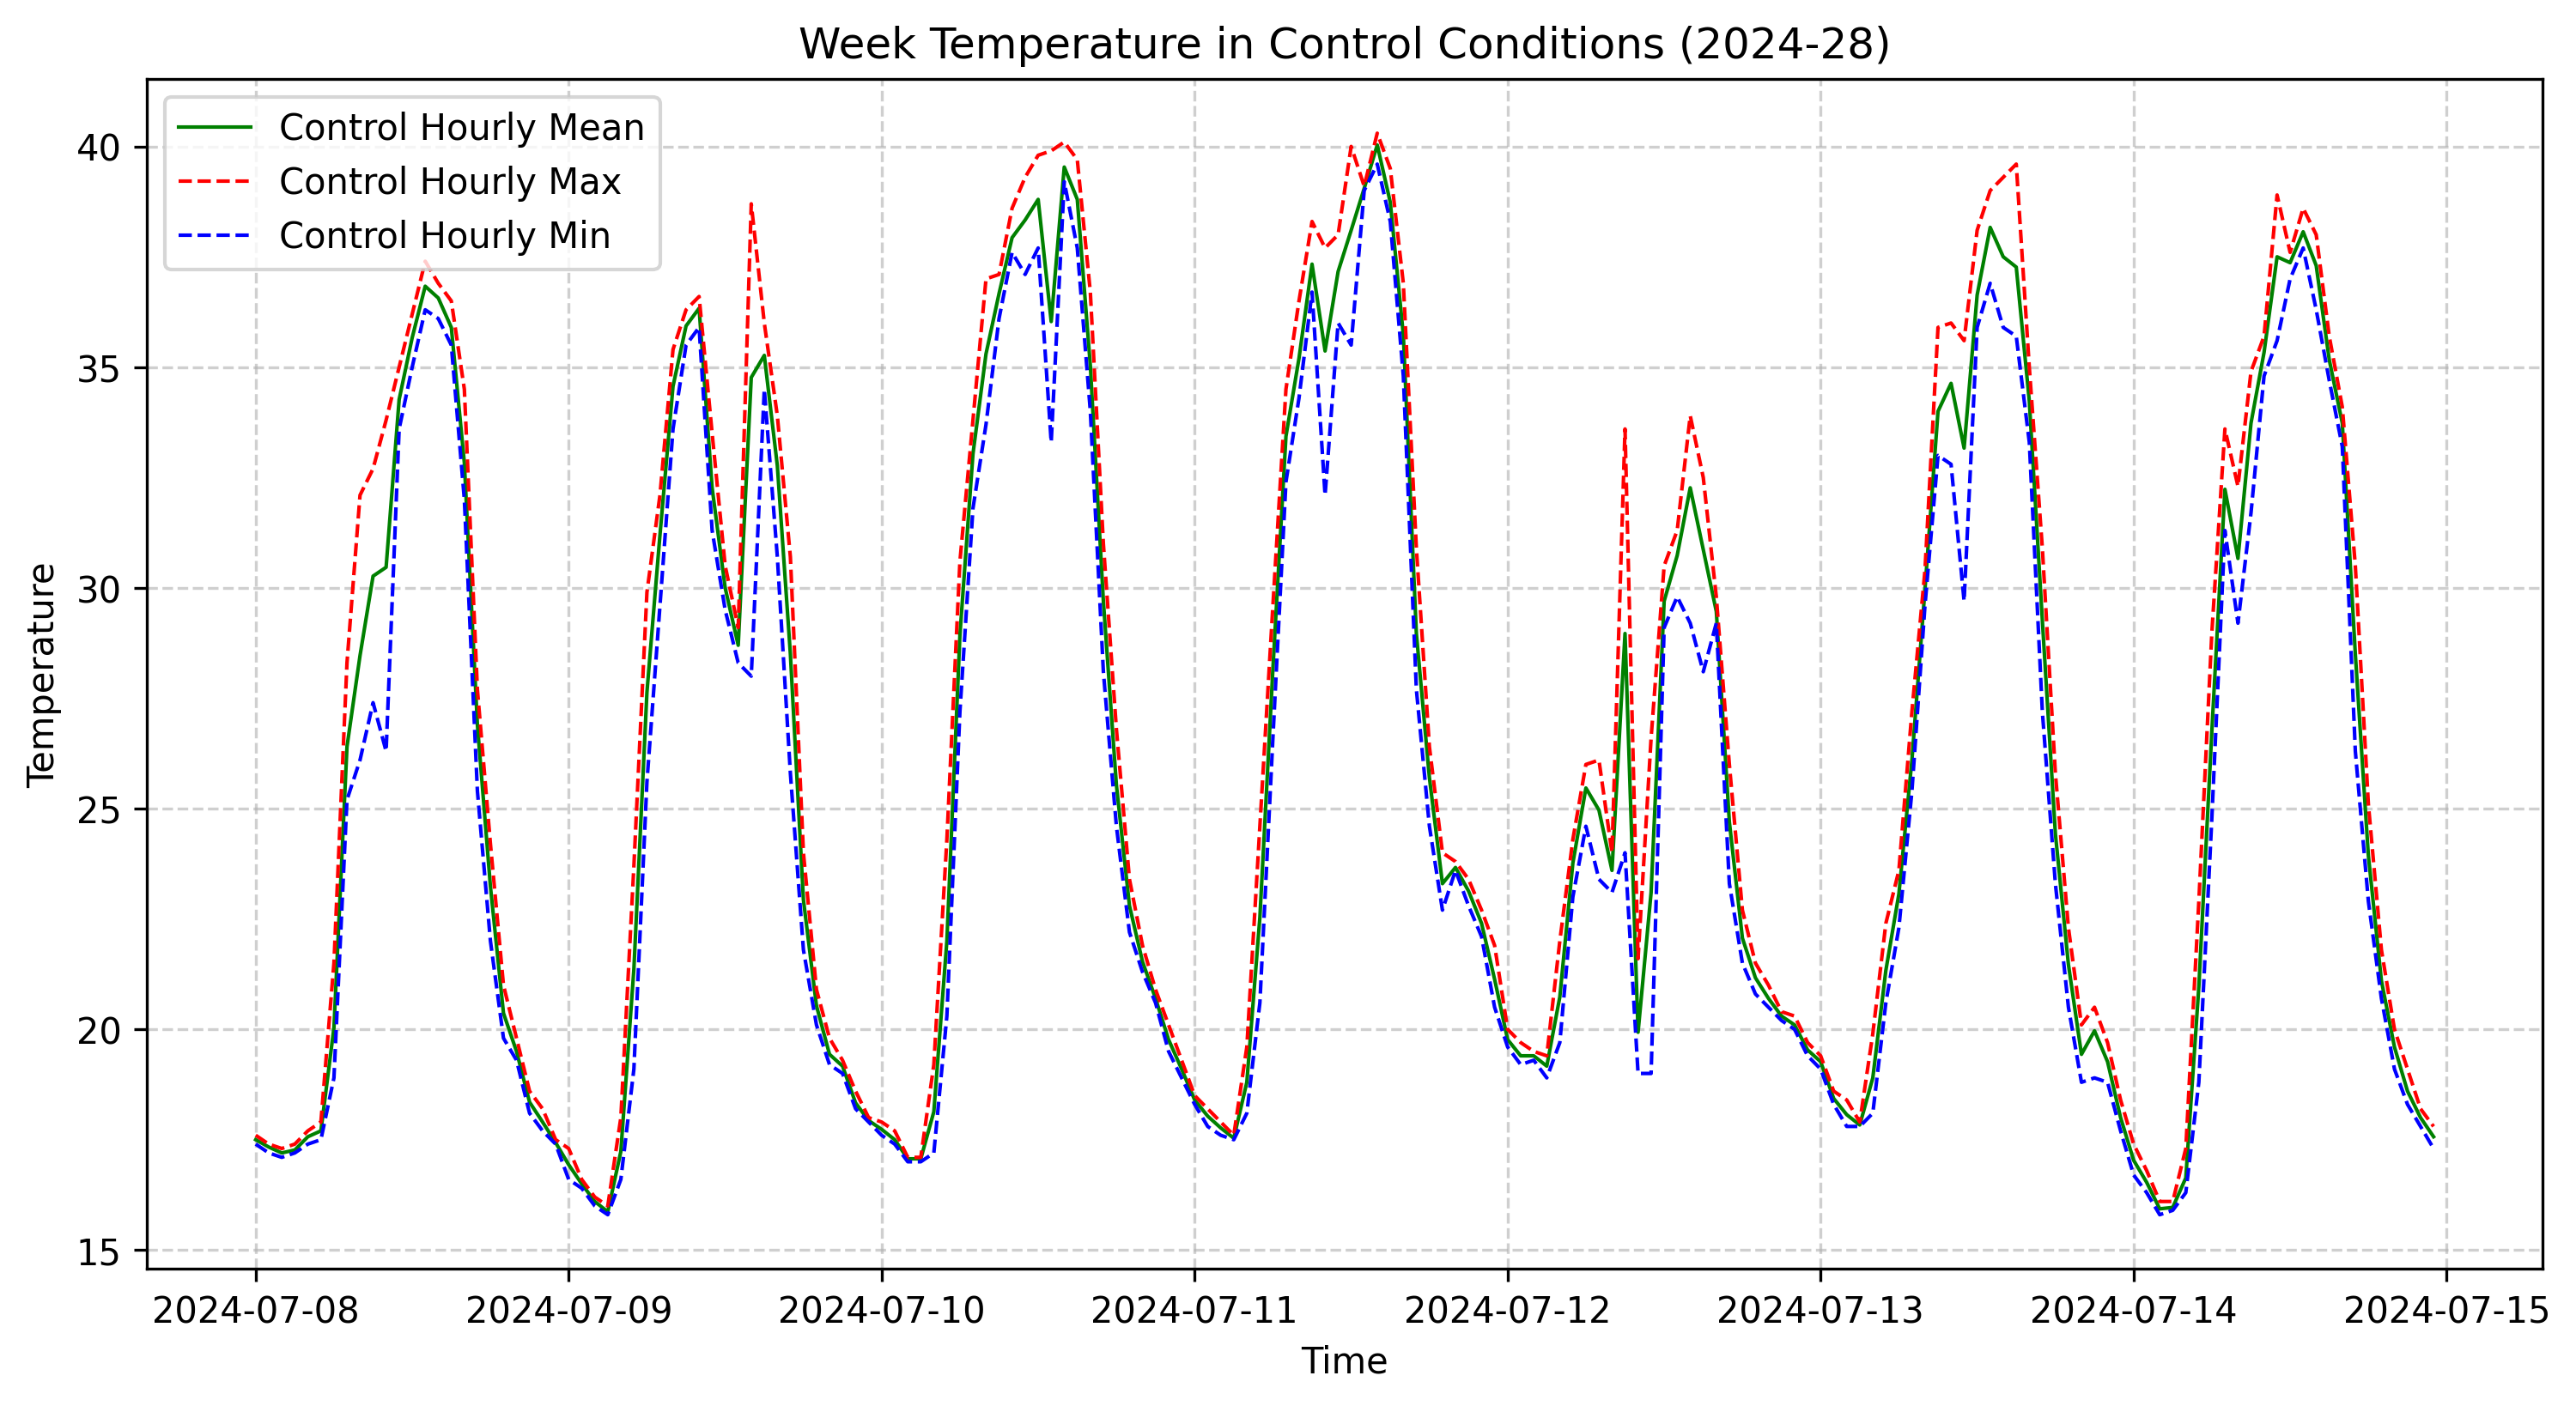 Week Temperature in Control Conditions (2024-28)
Control Hourly Mean
Control Hourly Max
Control Hourly Min
Temperature
40
35
30
25
20
15
2024-07-08 2024-07-09 2024-07-10 2024-07-11 2024-07-12 2024-07-13 2024-07-14 2024-07-15
Time